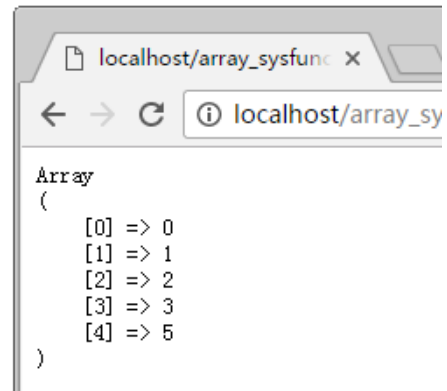 localhost/array_sysfunc
localhost/array_sy
Array
(
[0] => 0
[1] => 1
[2] => 2
[3] => 3
[4] => 5
)